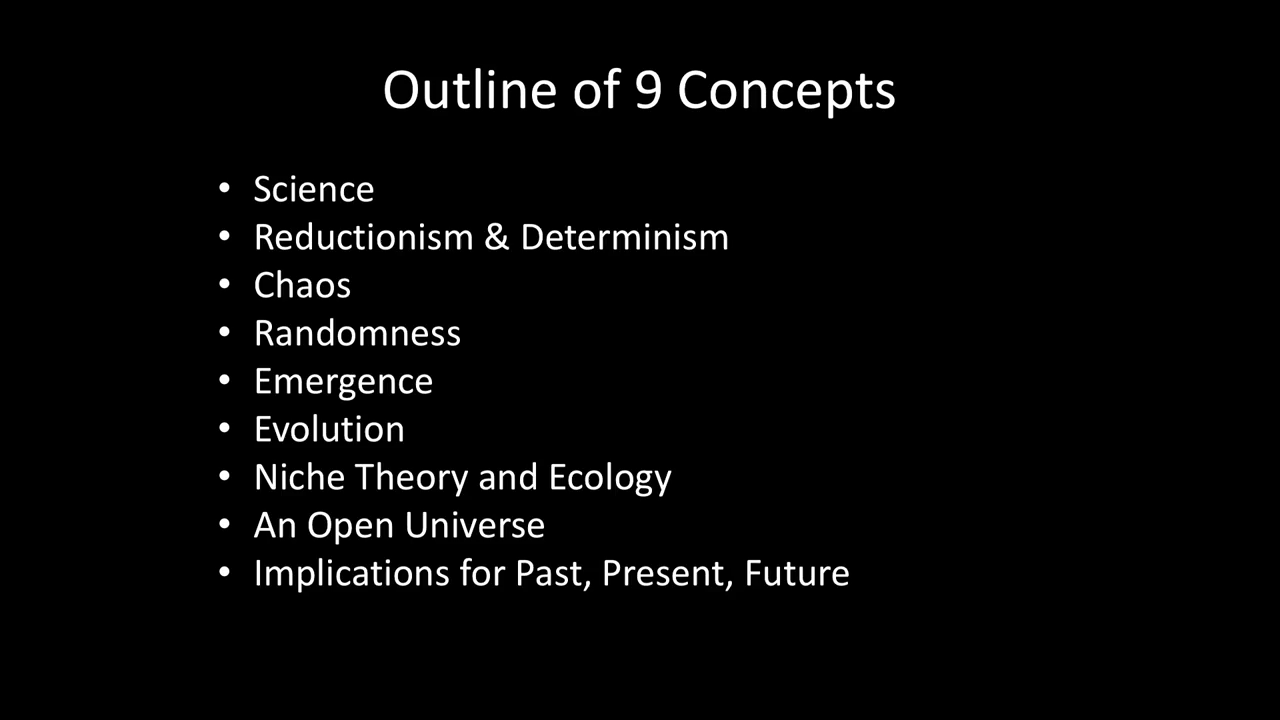 Outline of 9 Concepts
• Science
• Reductionism & Determinism
• Chaos
• Randomness
• Emergence
• Evolution
• Niche Theory and Ecology
• An Open Universe
• Implications for Past, Present, Future